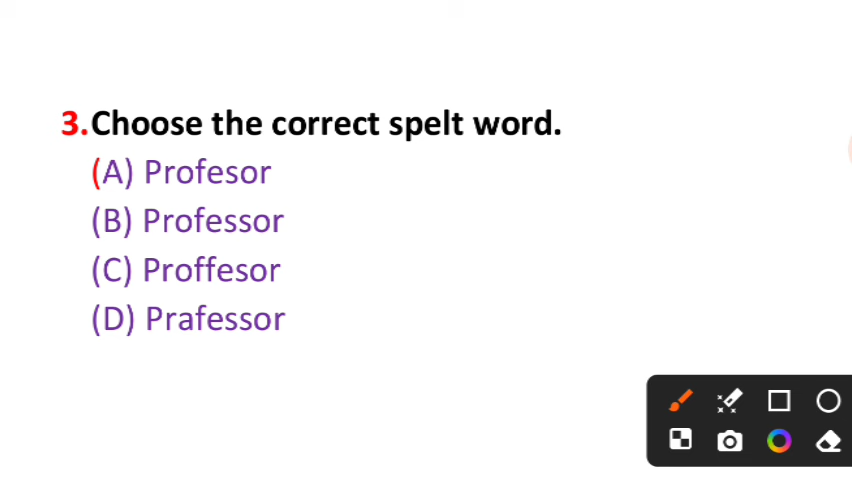 3.Choose the correct spelt word.
(A) Profesor
(B) Professor
(C) Proffesor
(D) Prafessor